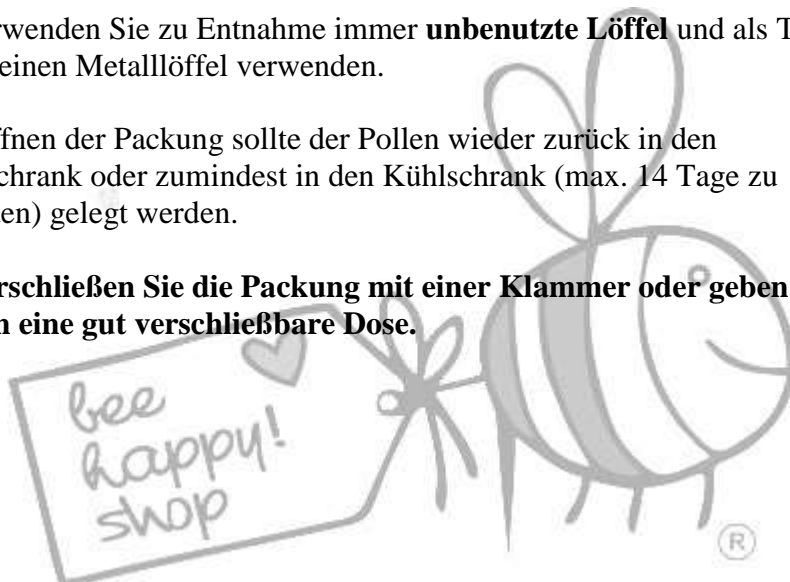 rwenden Sie zu Entnahme immer unbenutzte Löffel und als T
einen Metalllöffel verwenden.
ffnen der Packung sollte der Pollen wieder zurück in den
chrank oder zumindest in den Kühlschrank (max. 14 Tage zu
en) gelegt werden.
rschließen Sie die Packung mit einer Klammer oder geben
n eine gut verschließbare Dose.
bee
happy!
shop
®